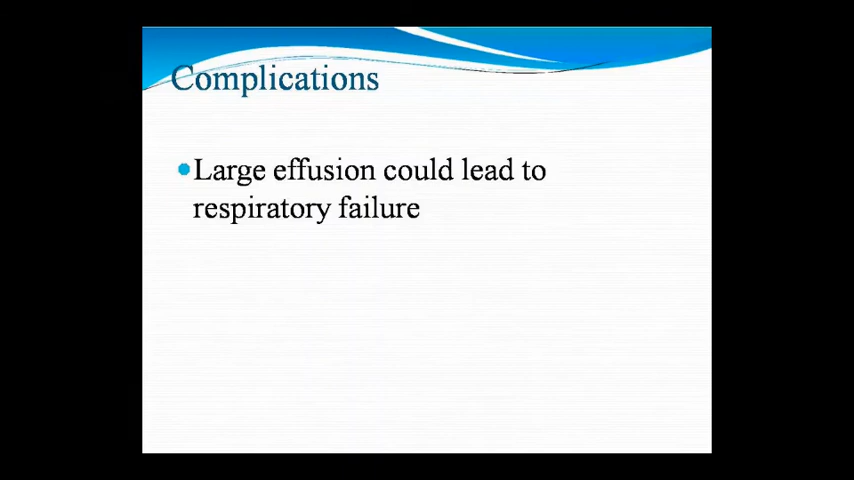 Complications
Large effusion could lead to
respiratory failure